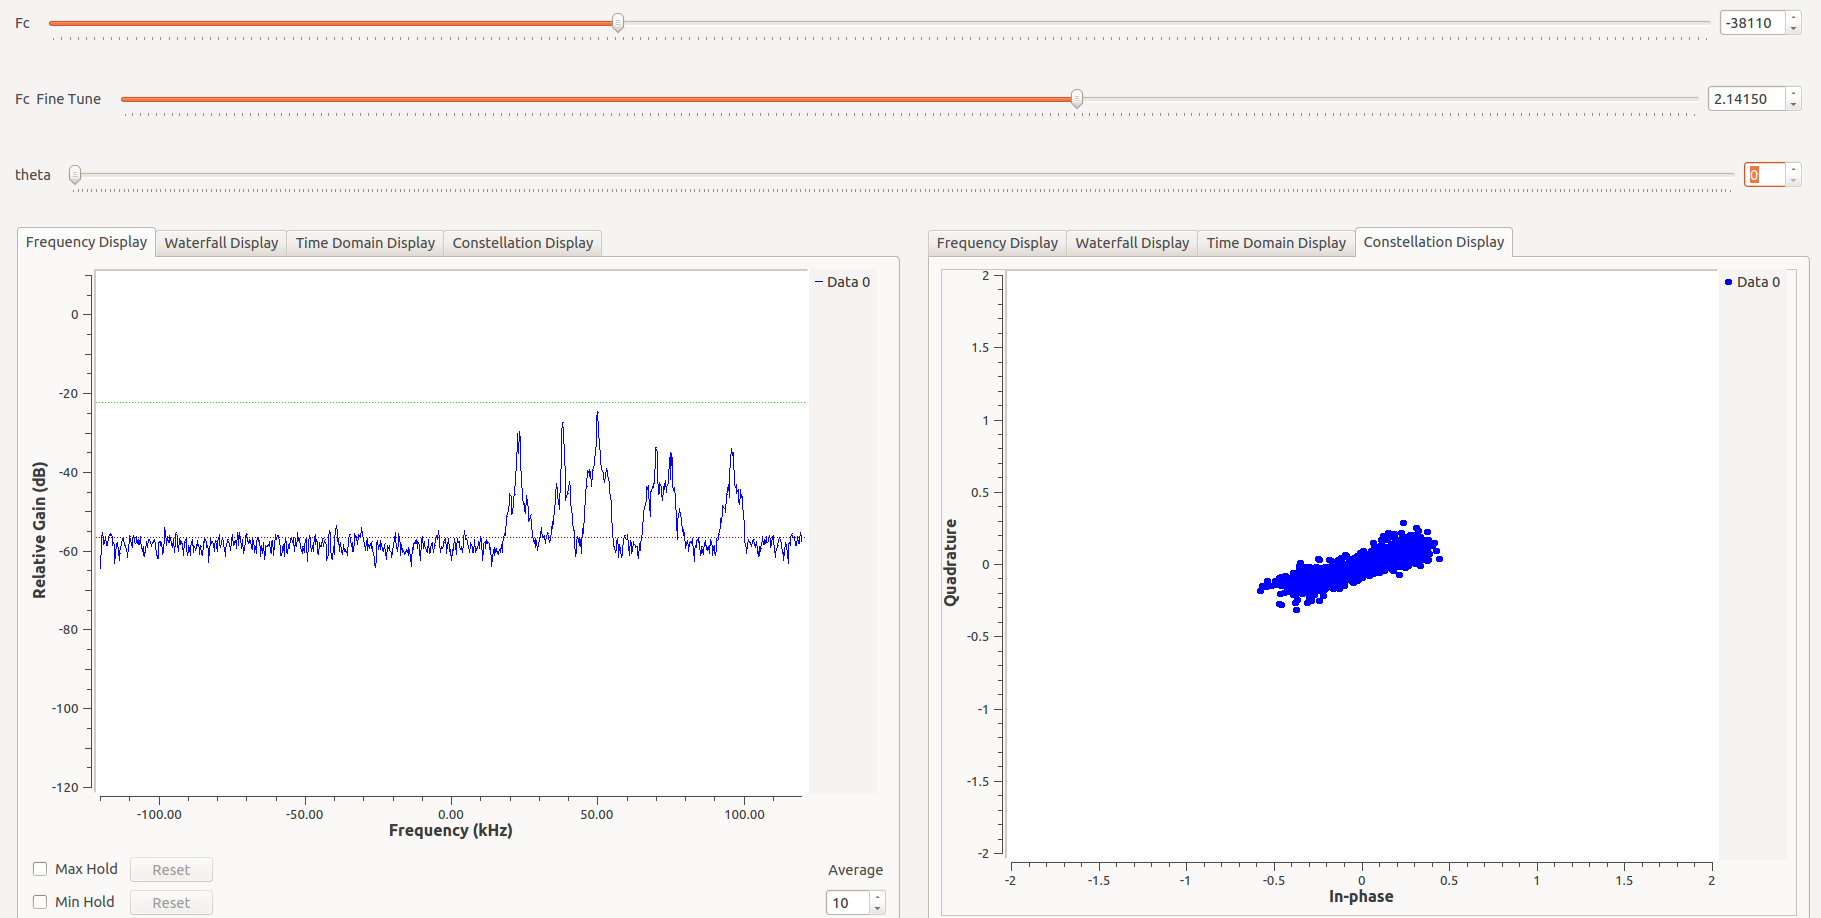 Fc -38110
Fc Fine Tune 2.14150
theta 0
Frequency Display Waterfall Display Time Domain Display Constellation Display
Data 0
0
-20
-40
-60
-80
-100
-120
Relative Gain (dB)
-100.00 -50.00 0.00 50.00 100.00
Frequency (kHz)
Max Hold Reset Average
Min Hold Reset 10
Frequency Display Waterfall Display Time Domain Display Constellation Display
Data 0
2
1.5
1
0.5
0
-0.5
-1
-1.5
-2
Quadrature
-2 -1.5 -1 -0.5 0 0.5 1 1.5 2
In-phase